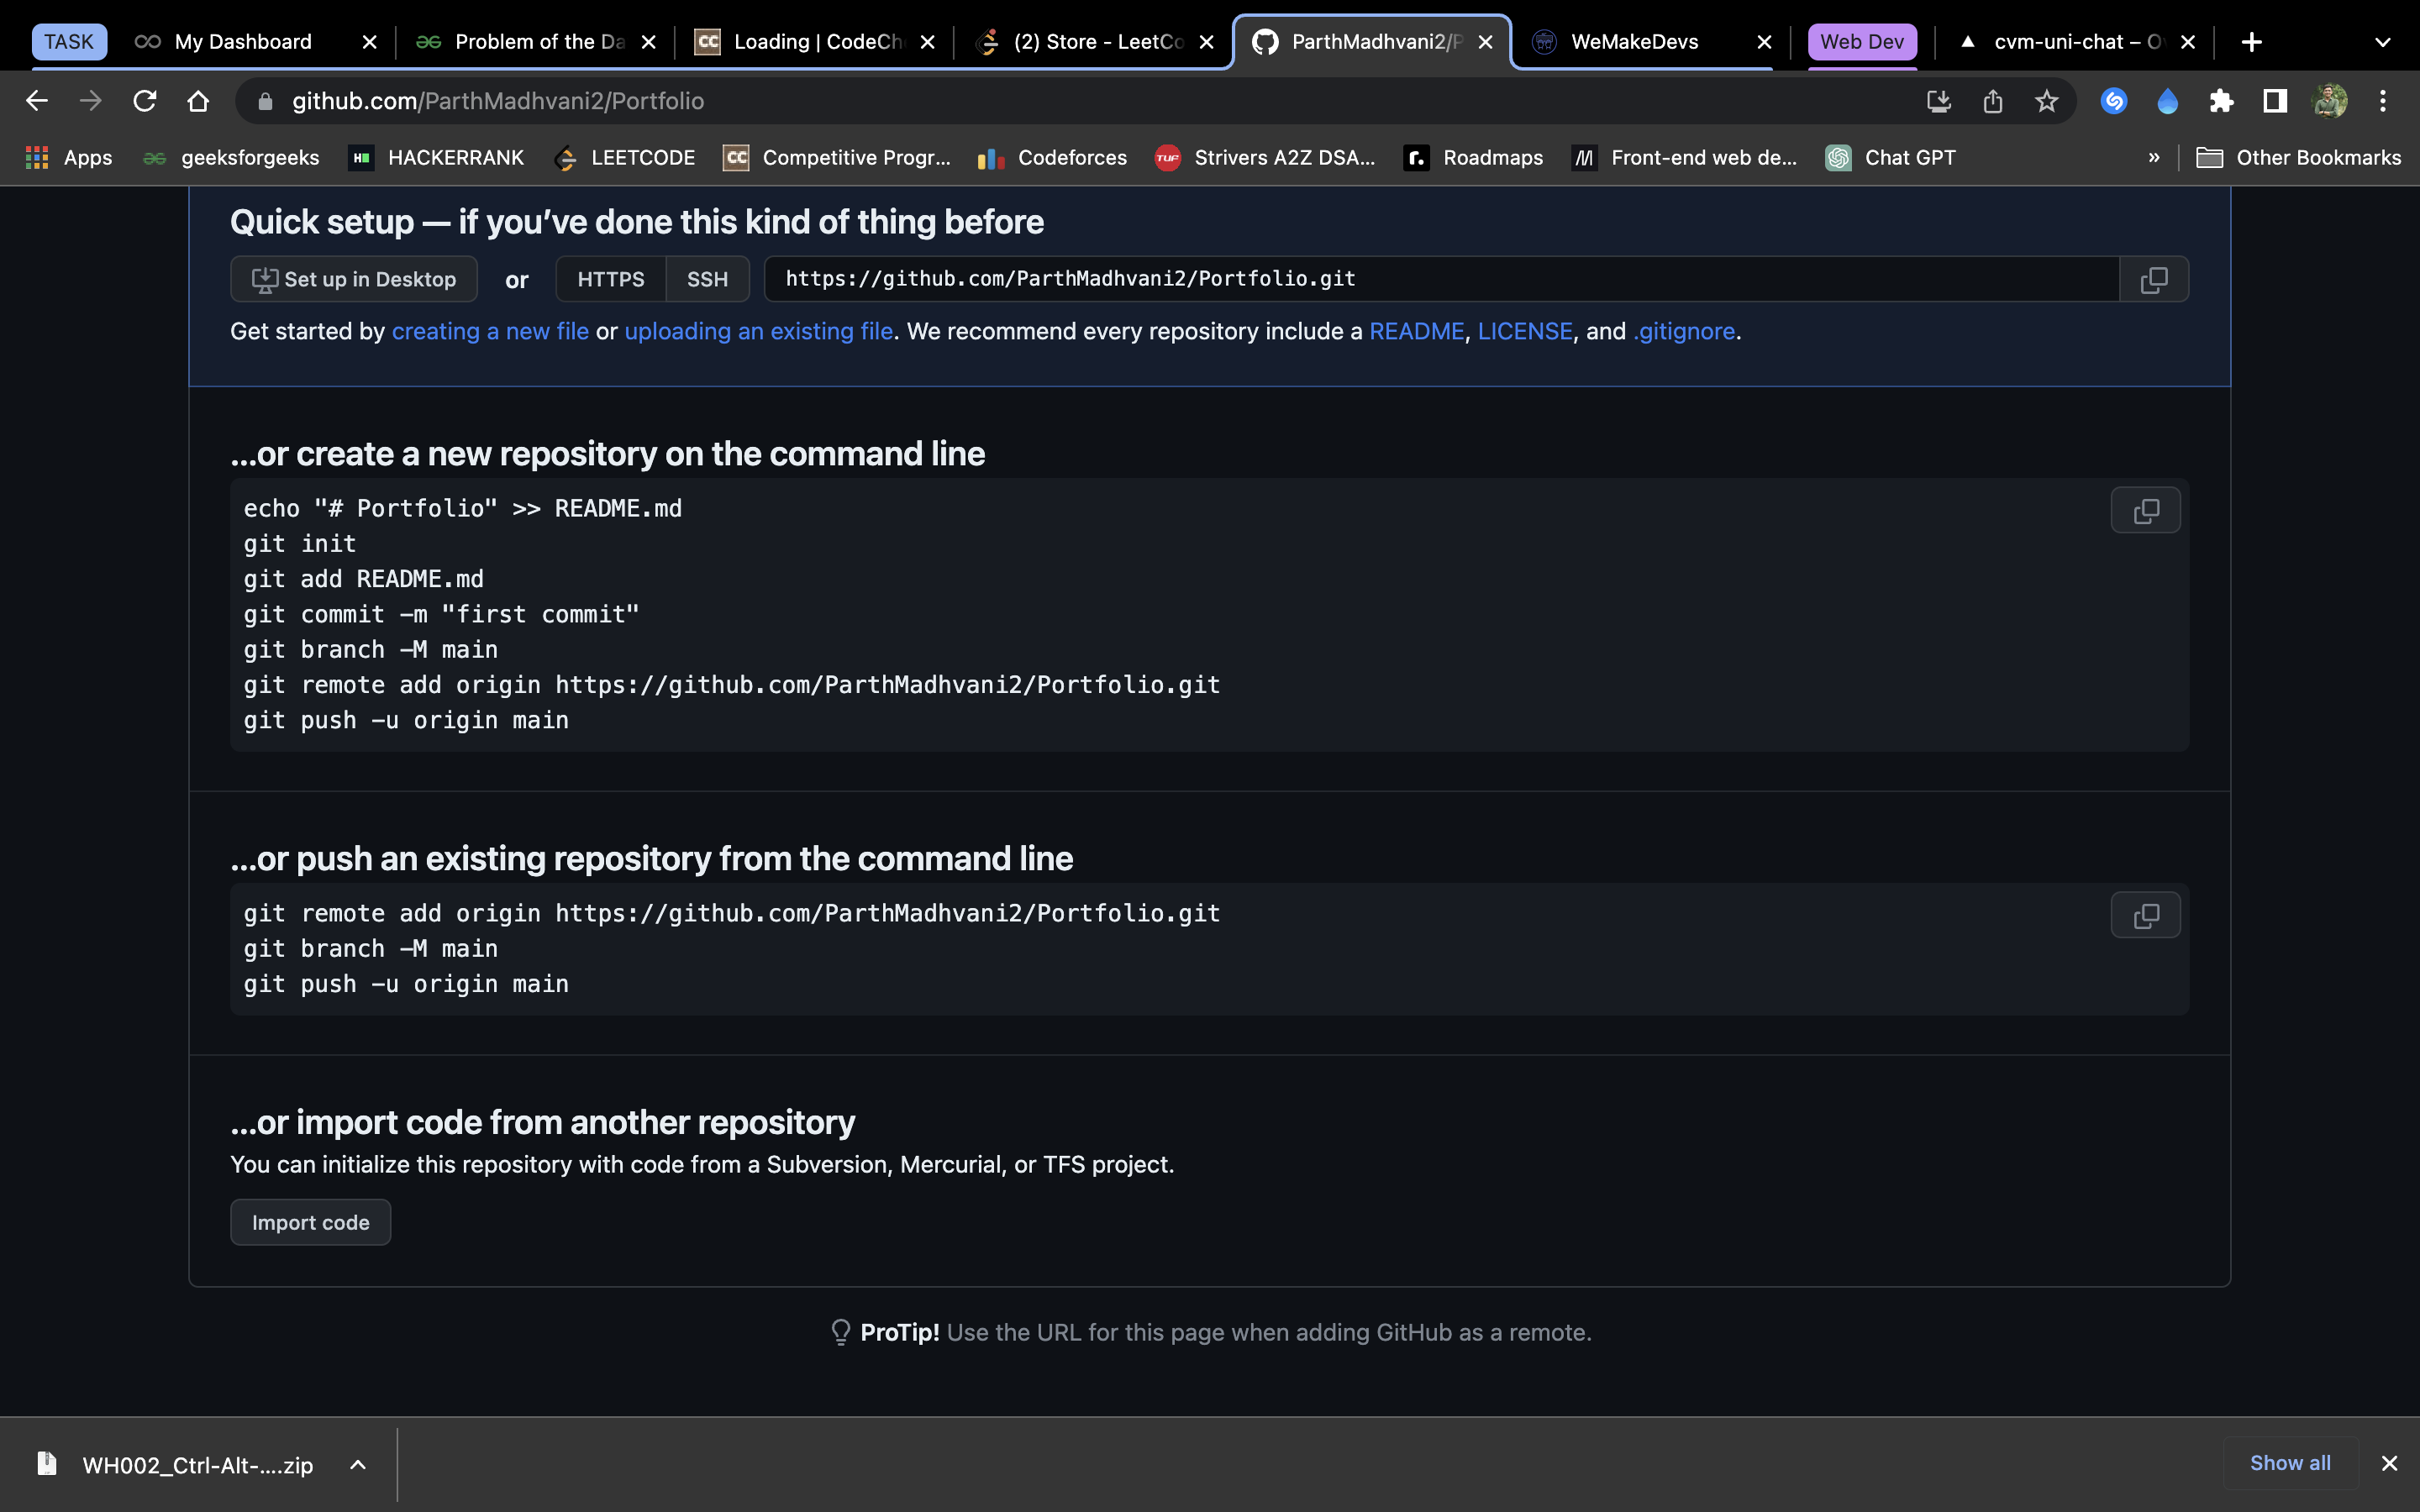 TASK My Dashboard Problem of the Da Loading | CodeCh (2) Store - LeetCo ParthMadhvani2/P WeMakeDevs Web Dev cvm-uni-chat – O
github.com/ParthMadhvani2/Portfolio
Apps geeksforgeeks HACKERRANK LEETCODE CC Competitive Progr... Codeforces TUF Strivers A2Z DSA... r. Roadmaps Front-end web de... Chat GPT » Other Bookmarks
Quick setup — if you’ve done this kind of thing before
Set up in Desktop or HTTPS SSH https://github.com/ParthMadhvani2/Portfolio.git
Get started by creating a new file or uploading an existing file. We recommend every repository include a README, LICENSE, and .gitignore.
…or create a new repository on the command line
echo "# Portfolio" >> README.md
git init
git add README.md
git commit -m "first commit"
git branch -M main
git remote add origin https://github.com/ParthMadhvani2/Portfolio.git
git push -u origin main
…or push an existing repository from the command line
git remote add origin https://github.com/ParthMadhvani2/Portfolio.git
git branch -M main
git push -u origin main
…or import code from another repository
You can initialize this repository with code from a Subversion, Mercurial, or TFS project.
Import code
ProTip! Use the URL for this page when adding GitHub as a remote.
WH002_Ctrl-Alt-....zip Show all